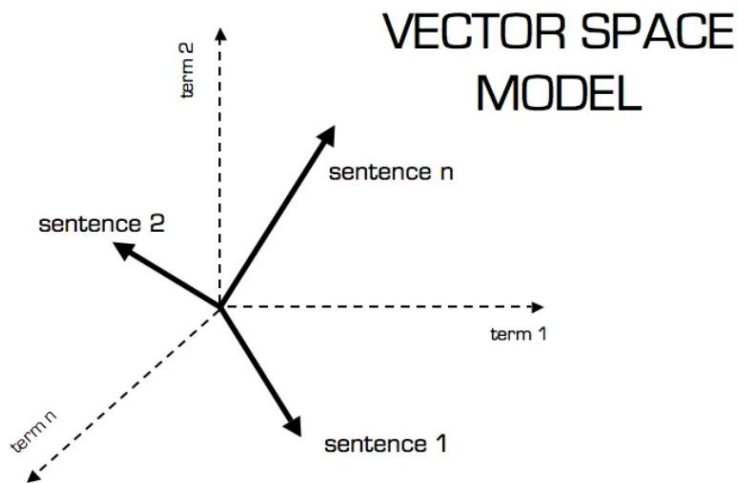 VECTOR SPACE
MODEL
term 2
sentence n
sentence 2
term 1
term n
sentence 1